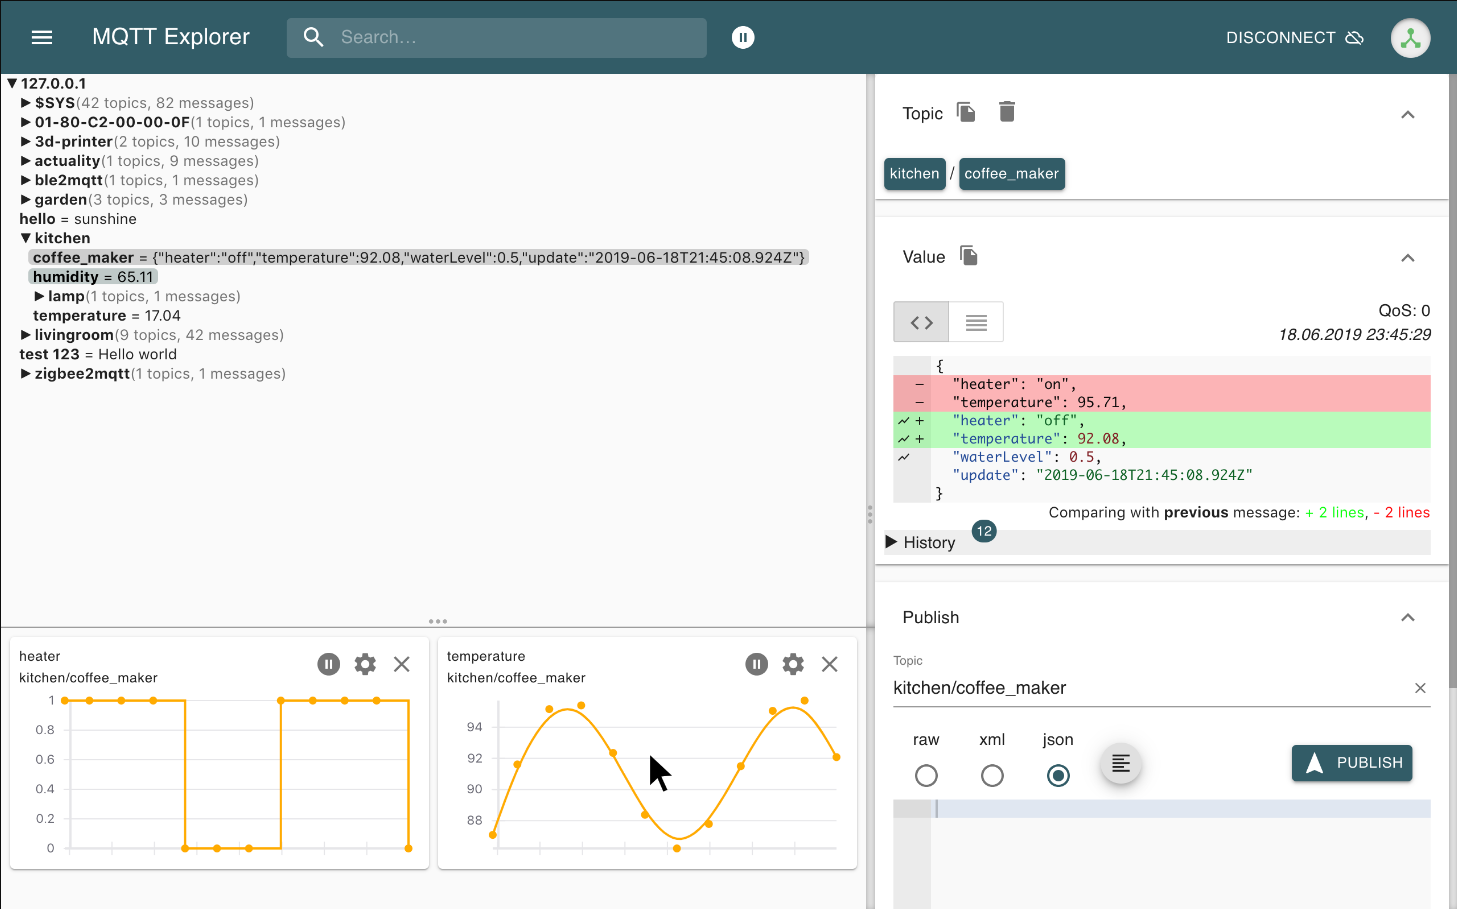 MQTT Explorer
Search...
DISCONNECT
▼ 127.0.0.1
▶ $SYS (42 topics, 82 messages)
▶ 01-80-C2-00-00-0F (1 topics, 1 messages)
▶ 3d-printer (2 topics, 10 messages)
▶ actuality (1 topics, 9 messages)
▶ ble2mqtt (1 topics, 1 messages)
▶ garden (3 topics, 3 messages)
hello = sunshine
▼ kitchen
coffee_maker = {"heater":"off","temperature":92.08,"waterLevel":0.5,"update":"2019-06-18T21:45:08.924Z"}
humidity = 65.11
▶ lamp (1 topics, 1 messages)
temperature = 17.04
▶ livingroom (9 topics, 42 messages)
test 123 = Hello world
▶ zigbee2mqtt (1 topics, 1 messages)
heater
kitchen/coffee_maker
1
0.8
0.6
0.4
0.2
0
temperature
kitchen/coffee_maker
94
92
90
88
Topic
kitchen / coffee_maker
Value
QoS: 0
18.06.2019 23:45:29
{
- "heater": "on",
- "temperature": 95.71,
+ "heater": "off",
+ "temperature": 92.08,
"waterLevel": 0.5,
"update": "2019-06-18T21:45:08.924Z"
}
Comparing with previous message: + 2 lines, - 2 lines
▶ History 12
Publish
Topic
kitchen/coffee_maker
raw xml json
PUBLISH